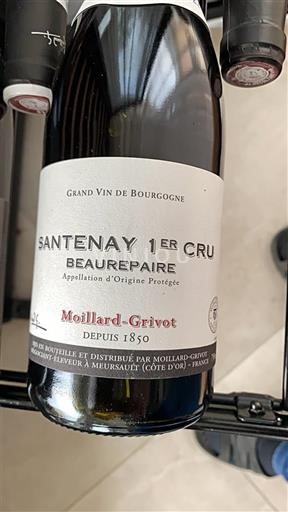 GRAND VIN DE BOURGOGNE
SANTENAY 1ER CRU
BEAUREPAIRE
Appellation d'Origine Protégée
Moillard-Grivot
DEPUIS 1850
EN BOUTEILLE ET DISTRIBUÉ PAR MOILLARD-GRIVOT
NÉGOCIANT-ÉLEVEUR À MEURSAULT (CÔTE D'OR) - FRANCE